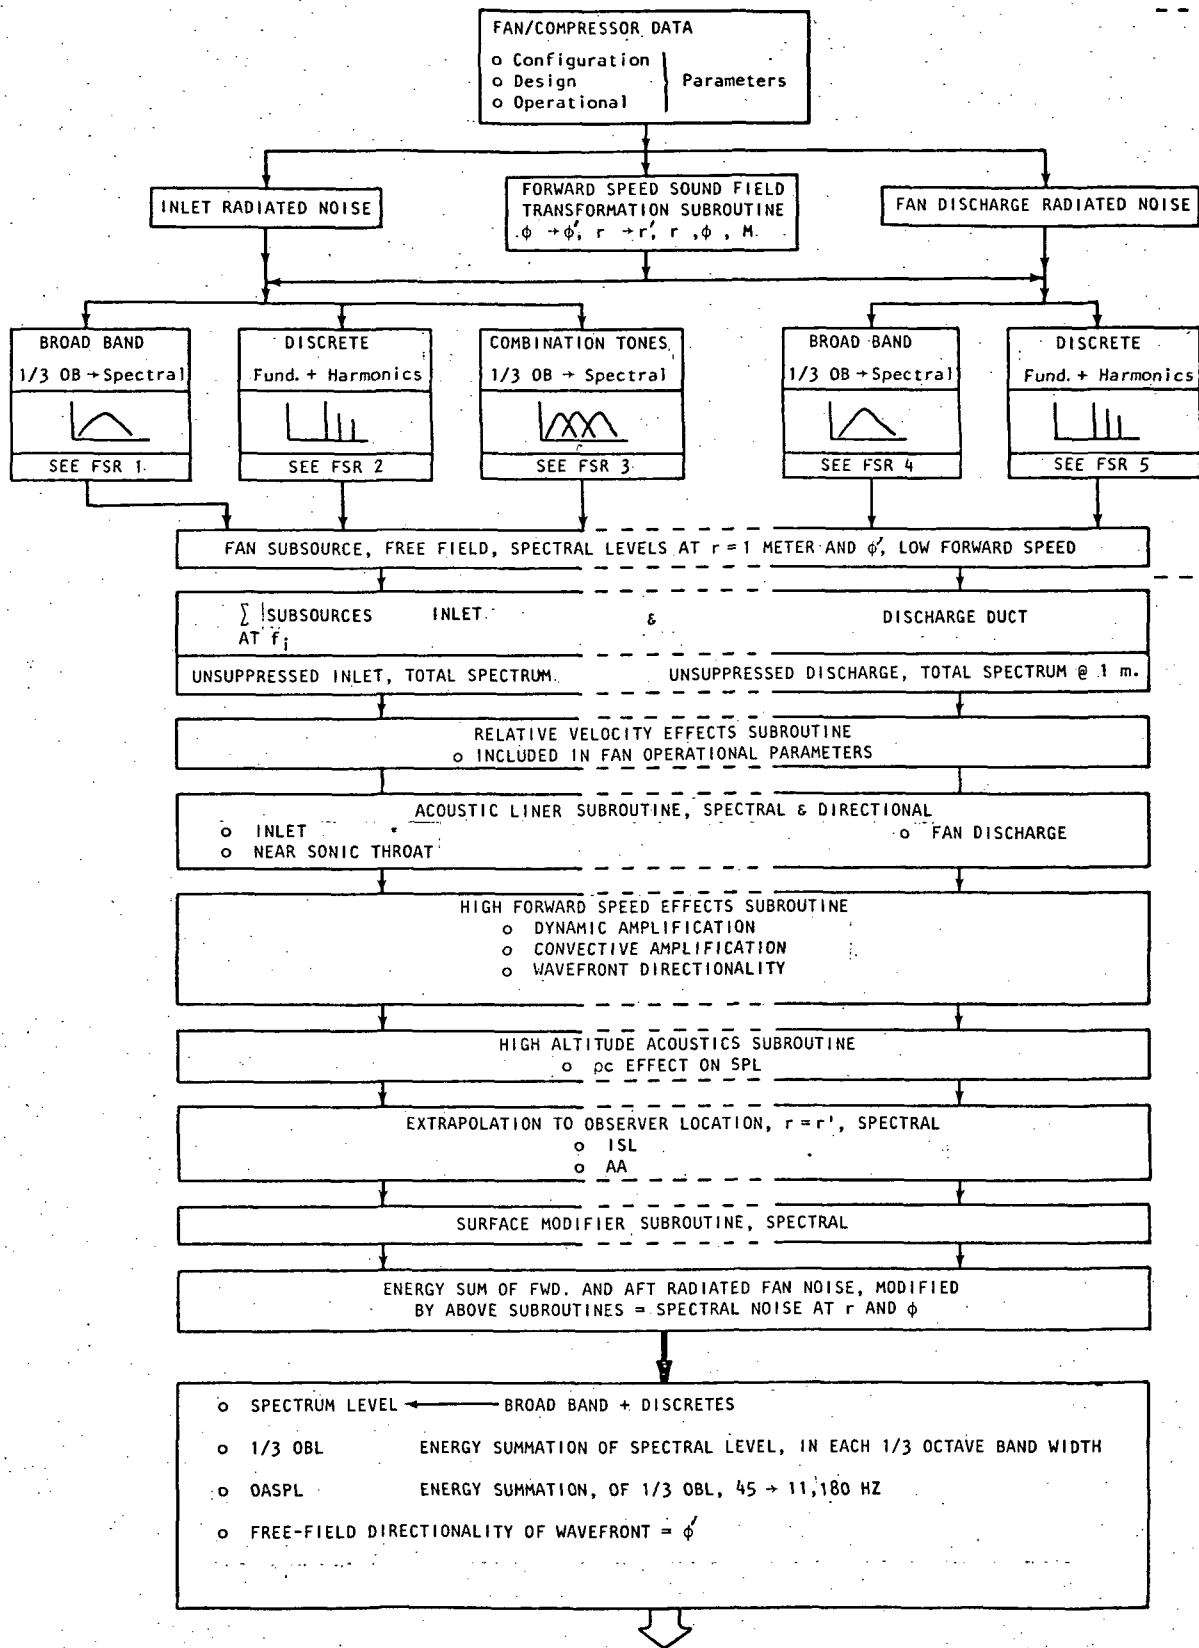 FAN/COMPRESSOR DATA
o Configuration
o Design
o Operational
Parameters
INLET RADIATED NOISE
FORWARD SPEED SOUND FIELD
TRANSFORMATION SUBROUTINE
ϕ → ϕ′, r → r′, r , ϕ , M
FAN DISCHARGE RADIATED NOISE
BROAD BAND
1/3 OB → Spectral
SEE FSR 1
DISCRETE
Fund. + Harmonics
SEE FSR 2
COMBINATION TONES
1/3 OB → Spectral
SEE FSR 3
BROAD BAND
1/3 OB → Spectral
SEE FSR 4
DISCRETE
Fund. + Harmonics
SEE FSR 5
FAN SUBSOURCE, FREE FIELD, SPECTRAL LEVELS AT r = 1 METER AND ϕ′, LOW FORWARD SPEED
∑ SUBSOURCES INLET & DISCHARGE DUCT
AT fi
UNSUPPRESSED INLET, TOTAL SPECTRUM UNSUPPRESSED DISCHARGE, TOTAL SPECTRUM @ 1 m.
RELATIVE VELOCITY EFFECTS SUBROUTINE
o INCLUDED IN FAN OPERATIONAL PARAMETERS
ACOUSTIC LINER SUBROUTINE, SPECTRAL & DIRECTIONAL
o INLET o FAN DISCHARGE
o NEAR SONIC THROAT
HIGH FORWARD SPEED EFFECTS SUBROUTINE
o DYNAMIC AMPLIFICATION
o CONVECTIVE AMPLIFICATION
o WAVEFRONT DIRECTIONALITY
HIGH ALTITUDE ACOUSTICS SUBROUTINE
o ρc EFFECT ON SPL
EXTRAPOLATION TO OBSERVER LOCATION, r = r', SPECTRAL
o ISL
o AA
SURFACE MODIFIER SUBROUTINE, SPECTRAL
ENERGY SUM OF FWD. AND AFT RADIATED FAN NOISE, MODIFIED
BY ABOVE SUBROUTINES = SPECTRAL NOISE AT r AND ϕ
o SPECTRUM LEVEL ← BROAD BAND + DISCRETES
o 1/3 OBL ENERGY SUMMATION OF SPECTRAL LEVEL, IN EACH 1/3 OCTAVE BAND WIDTH
o OASPL ENERGY SUMMATION, OF 1/3 OBL, 45 → 11,180 HZ
o FREE-FIELD DIRECTIONALITY OF WAVEFRONT = ϕ′